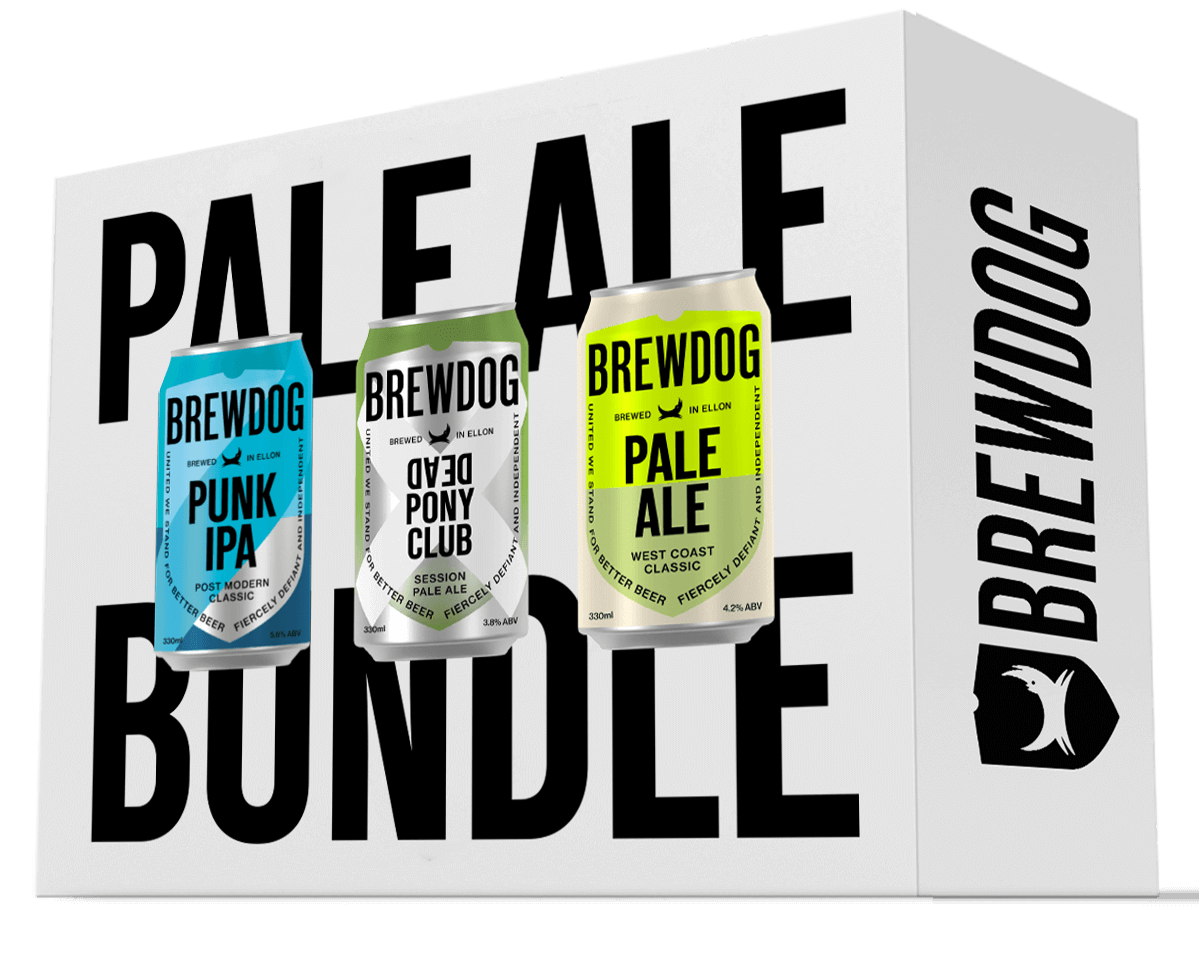 PALE ALE
BUNDLE
BREWDOG
BREWED IN ELLON
PUNK
IPA
POST MODERN
CLASSIC
UNITED WE STAND FOR BETTER BEER
FIERCELY DEFIANT AND INDEPENDENT
330ml
5.6% ABV
BREWDOG
BREWED IN ELLON
DEAD
PONY
CLUB
SESSION
PALE ALE
UNITED WE STAND FOR BETTER BEER
FIERCELY DEFIANT AND INDEPENDENT
330ml
3.8% ABV
BREWDOG
BREWED IN ELLON
PALE
ALE
WEST COAST
CLASSIC
UNITED WE STAND FOR BETTER BEER
FIERCELY DEFIANT AND INDEPENDENT
330ml
4.2% ABV
BREWDOG